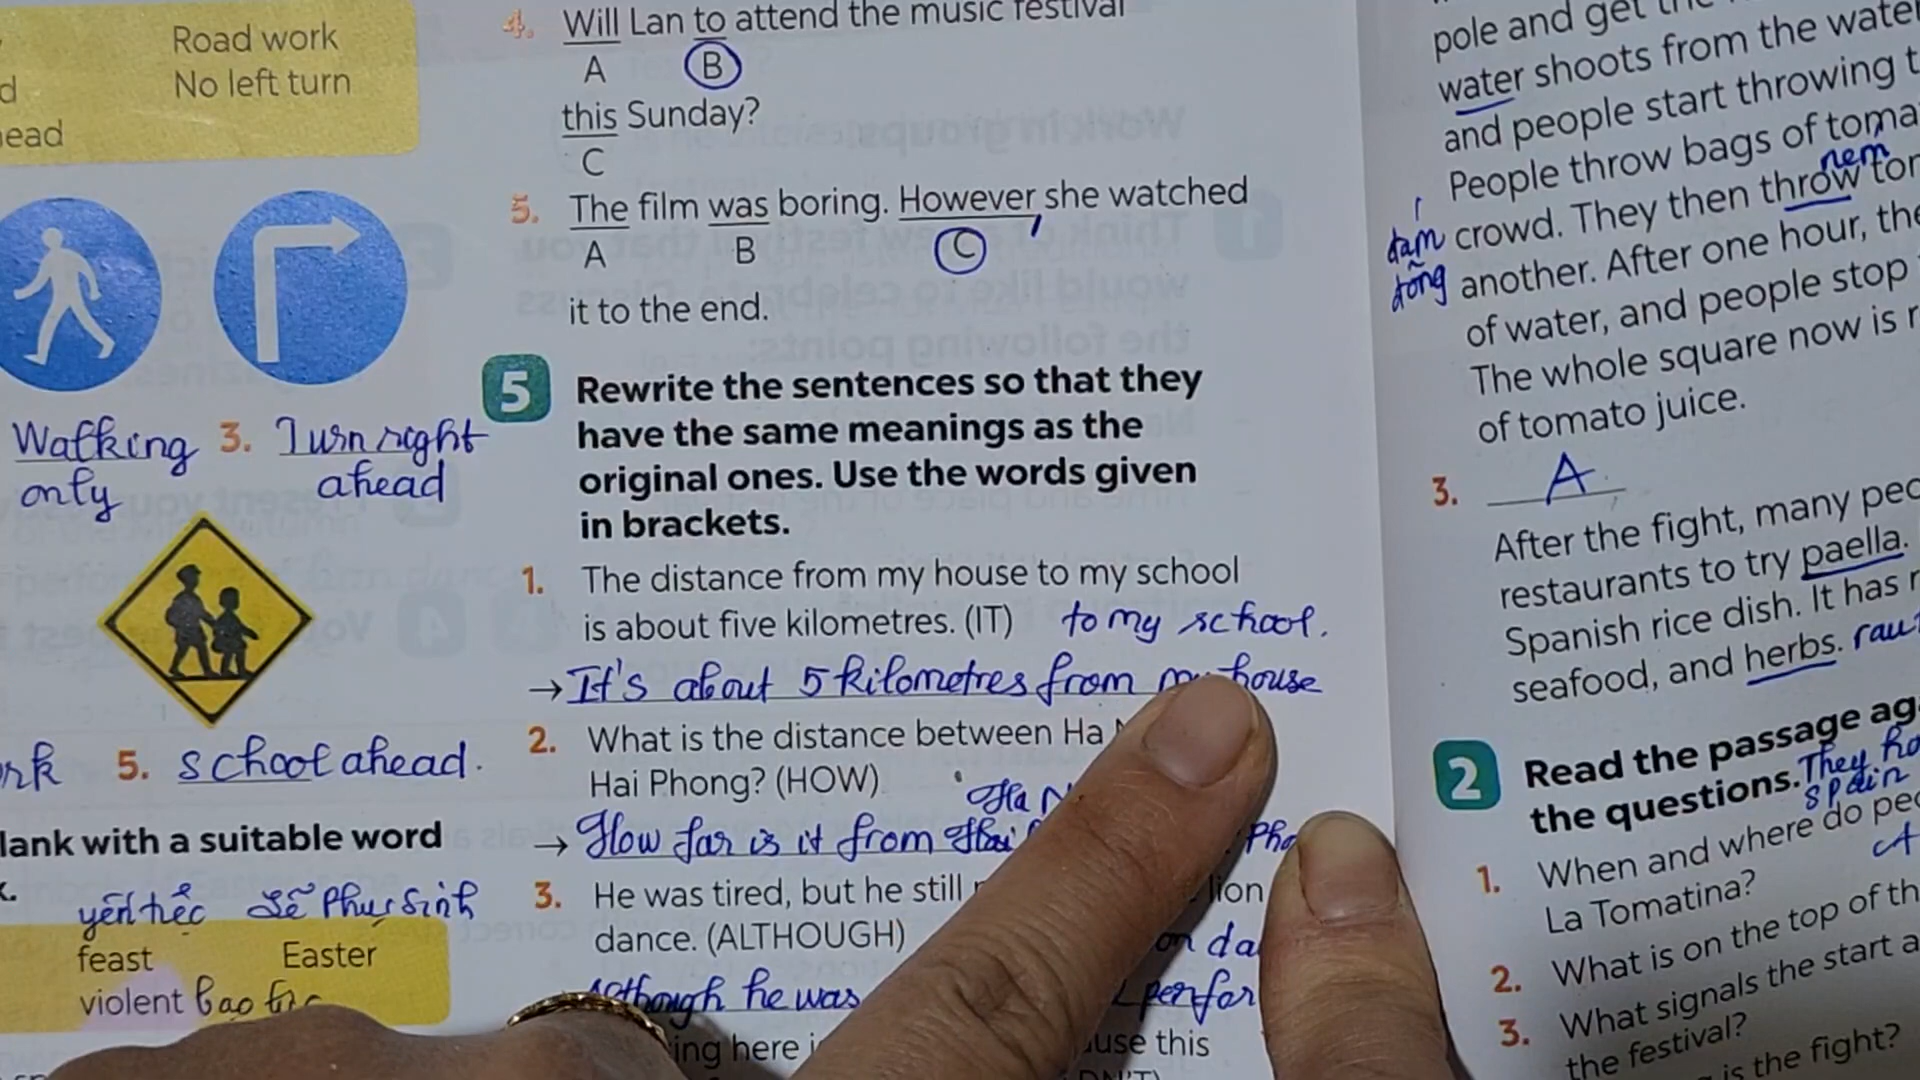 Road work
No left turn
d
ead
Walking
only
3. Turn right
ahead
ork 5. school ahead.
lank with a suitable word
k.
yến tiệc Lễ Phục Sinh
feast Easter
violent bạo
4. Will Lan to attend the music festival
A B
this Sunday?
C
5. The film was boring. However, she watched
A B C
it to the end.
5 Rewrite the sentences so that they
have the same meanings as the
original ones. Use the words given
in brackets.
1. The distance from my house to my school
is about five kilometres. (IT) to my school.
→ It's about 5 kilometres from my house
2. What is the distance between Ha
Hai Phong? (HOW)
Ha N
→ How far is it from Hai Pho
3. He was tired, but he still lion
dance. (ALTHOUGH) on da
Although he was perfor
ing here use this
DN'T)
pole and get the
water shoots from the water
and people start throwing t
People throw bags of toma
ném
crowd. They then throw tom
đám
đông
another. After one hour, the
of water, and people stop
The whole square now is r
of tomato juice.
3. A
After the fight, many peo
restaurants to try paella.
Spanish rice dish. It has r
seafood, and herbs. rau
2 Read the passage aga
the questions. They ho
spain
1. When and where do peo
La Tomatina? A
2. What is on the top of th
3. What signals the start a
the festival?
is the fight?